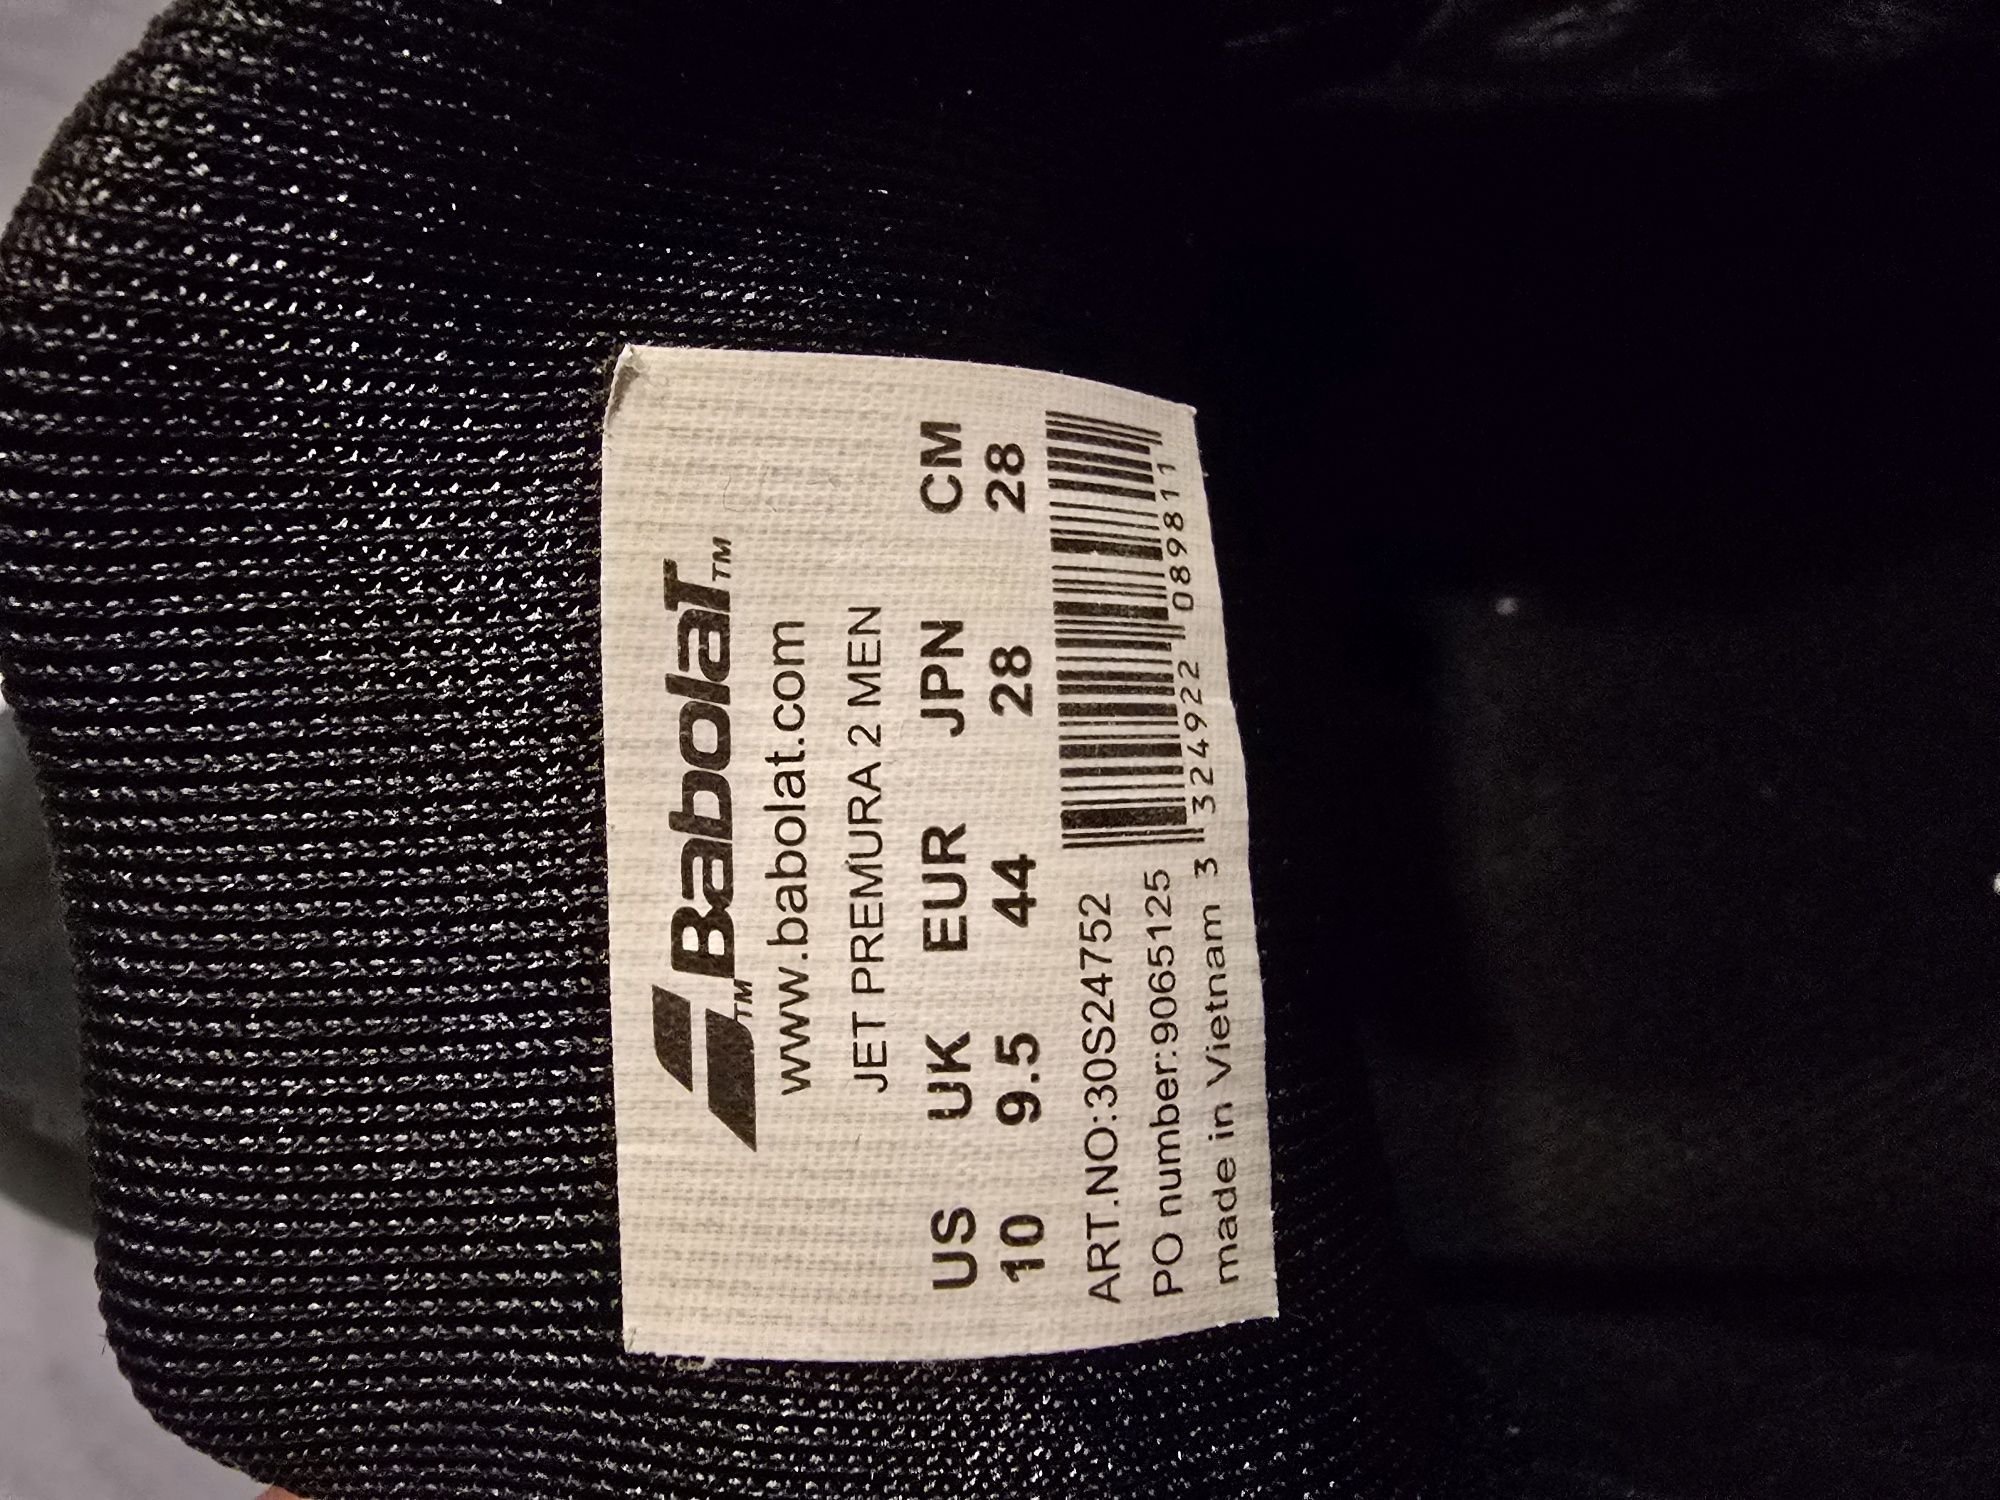 Babolat™
™
www.babolat.com
JET PREMURA 2 MEN
US UK EUR JPN CM
10 9.5 44 28 28
ART.NO:30S24752
PO number:9065125
made in Vietnam 3 324922 089811